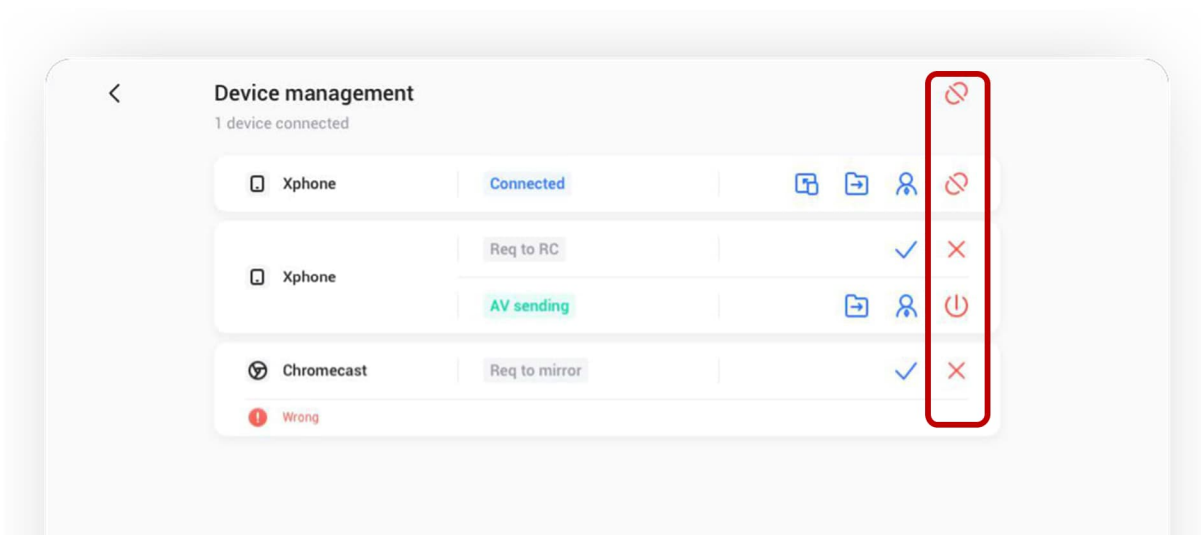 Device management
1 device connected
Xphone
Connected
Req to RC
Xphone
AV sending
Chromecast
Req to mirror
Wrong